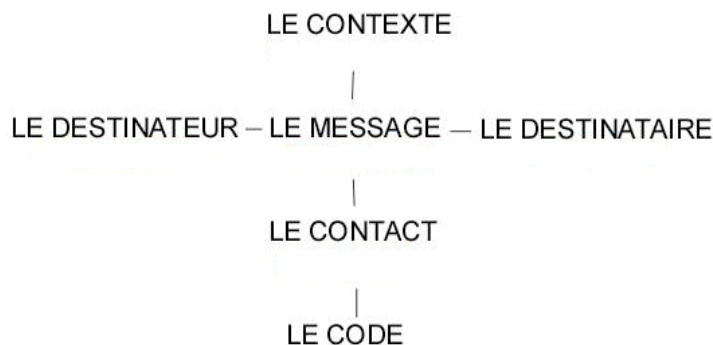 LE CONTEXTE
LE DESTINATEUR – LE MESSAGE – LE DESTINATAIRE
LE CONTACT
LE CODE